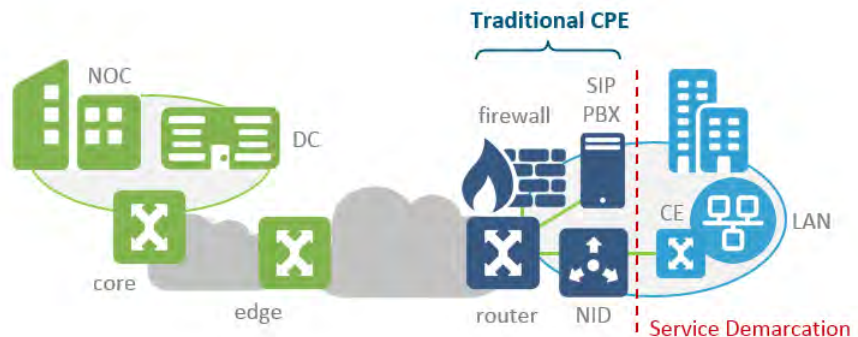 Traditional CPE
NOC
DC
firewall
SIP
PBX
CE
LAN
core
edge
router
NID
Service Demarcation